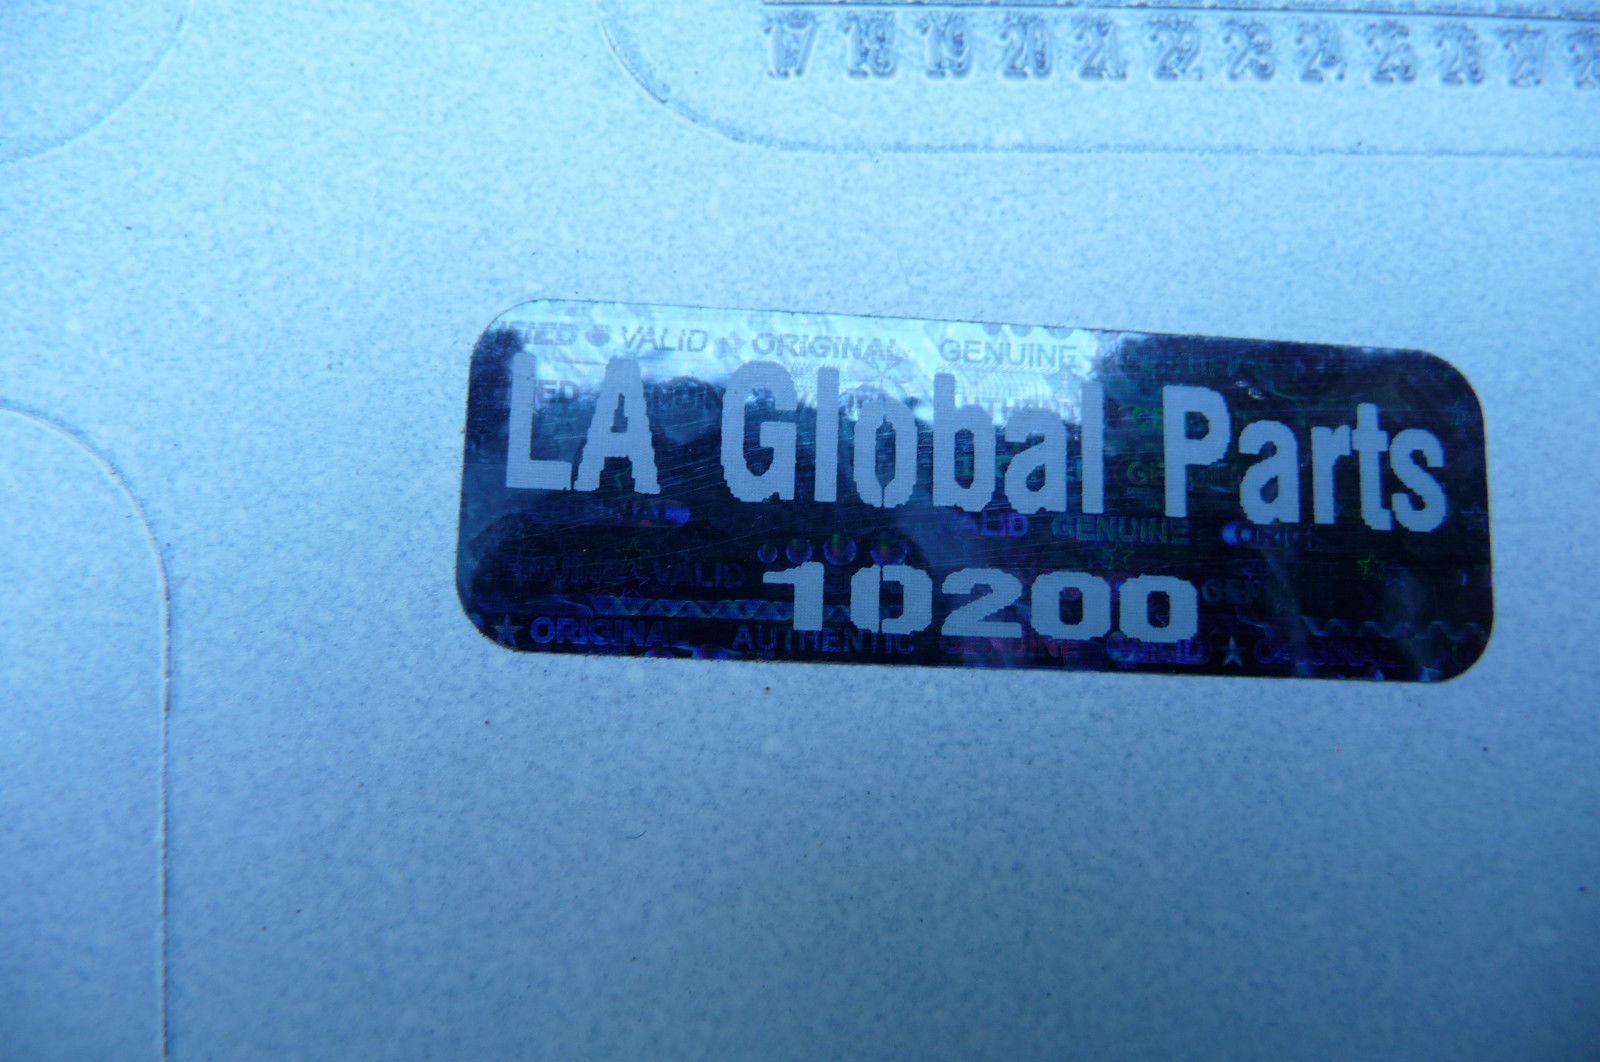 17 18 19 20 21 22 23 24 25 26 27
VALID ORIGINAL GENUINE
LA Global Parts
VALID GENUINE
VALID
10200
ORIGINAL AUTHENTIC GENUINE VALID ORIGINAL